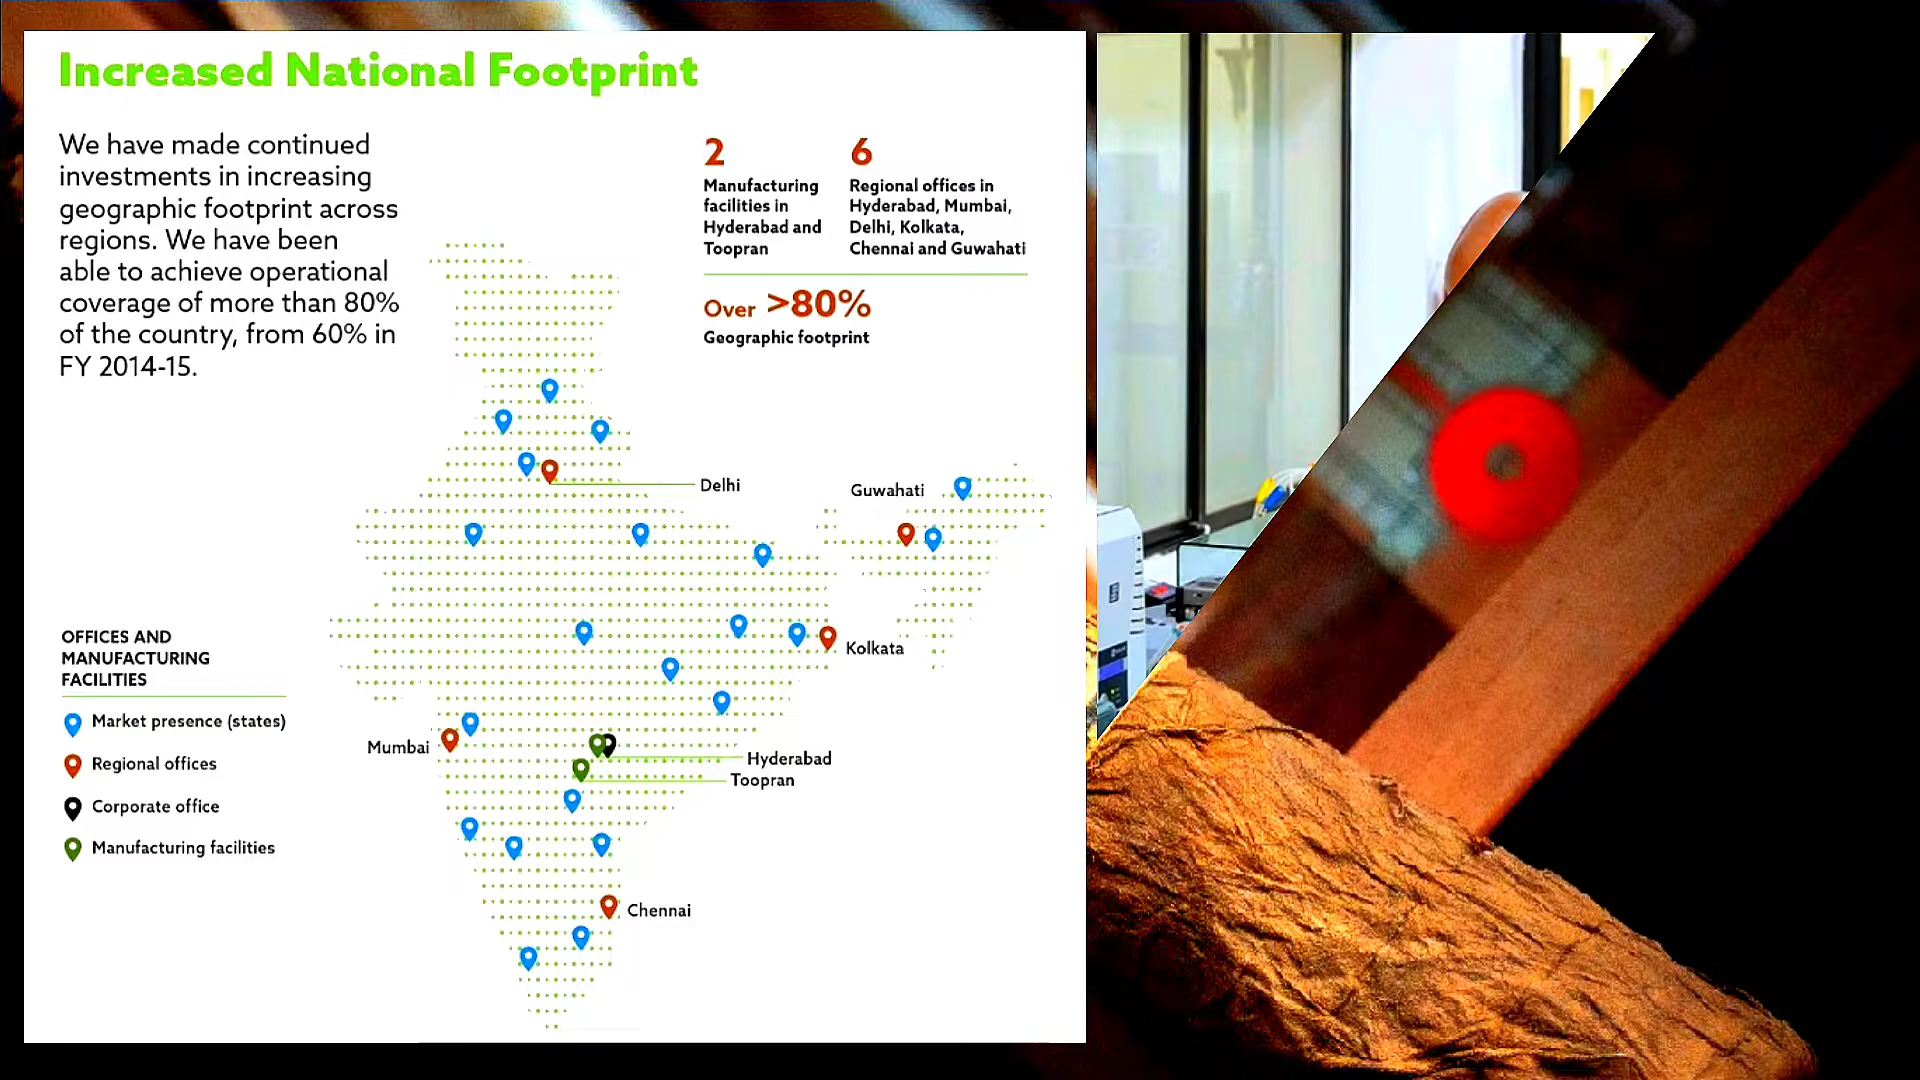 Increased National Footprint
We have made continued
investments in increasing
geographic footprint across
regions. We have been
able to achieve operational
coverage of more than 80%
of the country, from 60% in
FY 2014-15.
2
Manufacturing
facilities in
Hyderabad and
Toopran
6
Regional offices in
Hyderabad, Mumbai,
Delhi, Kolkata,
Chennai and Guwahati
Over >80%
Geographic footprint
Delhi
Guwahati
Kolkata
Mumbai
Hyderabad
Toopran
Chennai
OFFICES AND
MANUFACTURING
FACILITIES
Market presence (states)
Regional offices
Corporate office
Manufacturing facilities